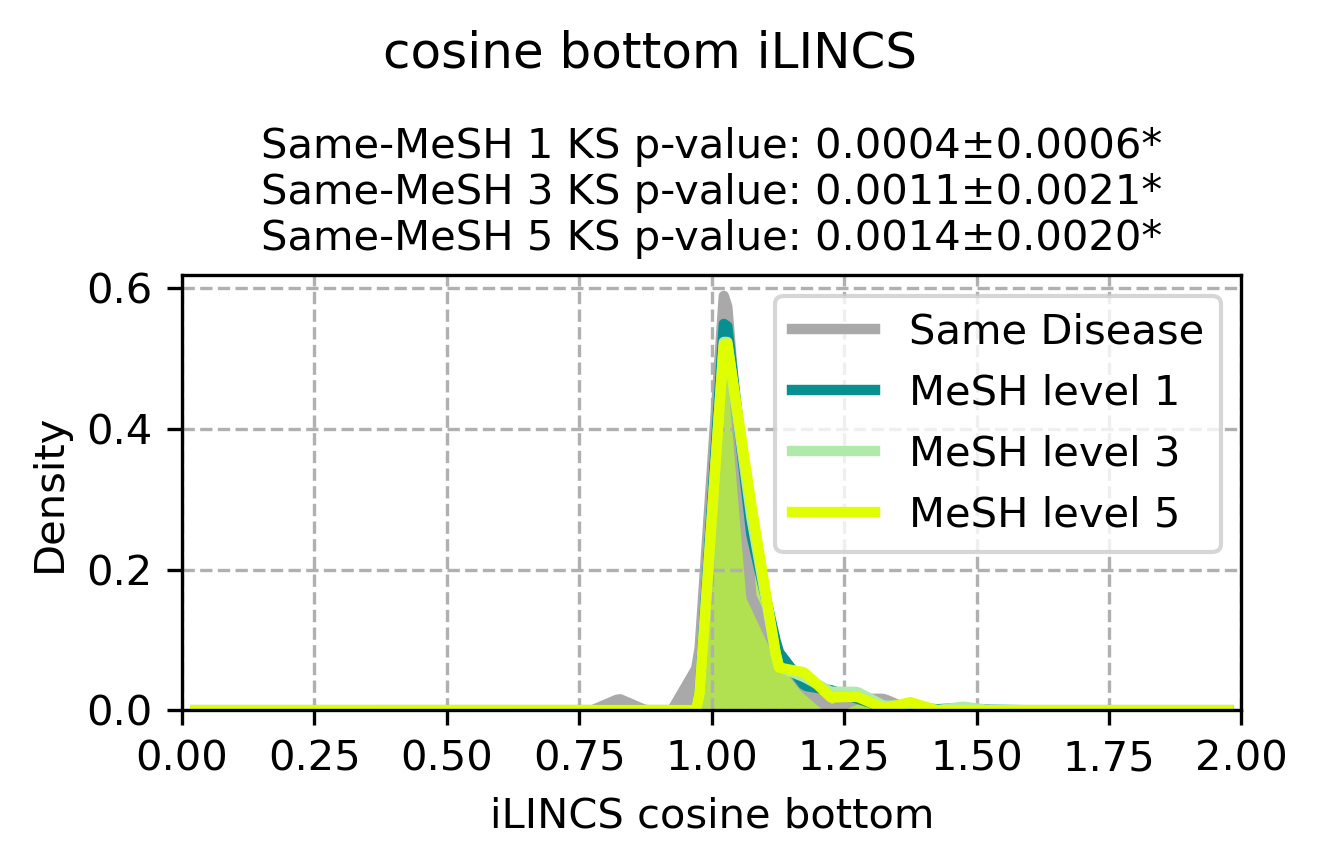 cosine bottom iLINCS
Same-MeSH 1 KS p-value: 0.0004±0.0006*
Same-MeSH 3 KS p-value: 0.0011±0.0021*
Same-MeSH 5 KS p-value: 0.0014±0.0020*
Density
0.6
0.4
0.2
0.0
Same Disease
MeSH level 1
MeSH level 3
MeSH level 5
0.00 0.25 0.50 0.75 1.00 1.25 1.50 1.75 2.00
iLINCS cosine bottom